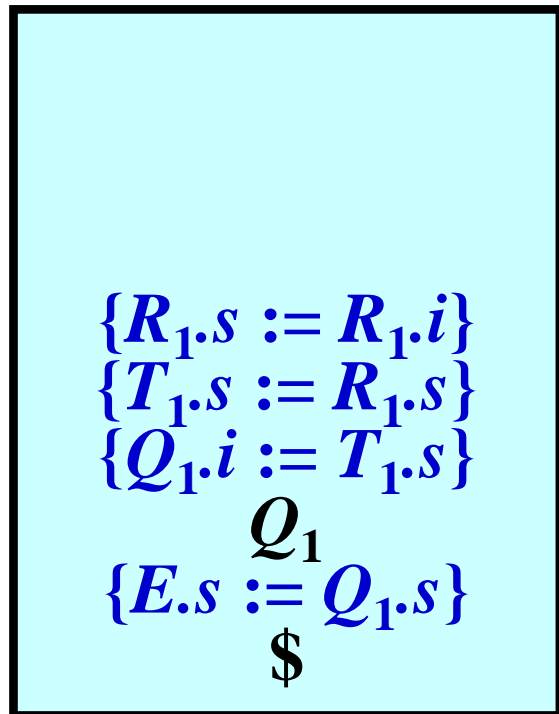 {R₁.s := R₁.i}
{T₁.s := R₁.s}
{Q₁.i := T₁.s}
Q₁
{E.s := Q₁.s}
$